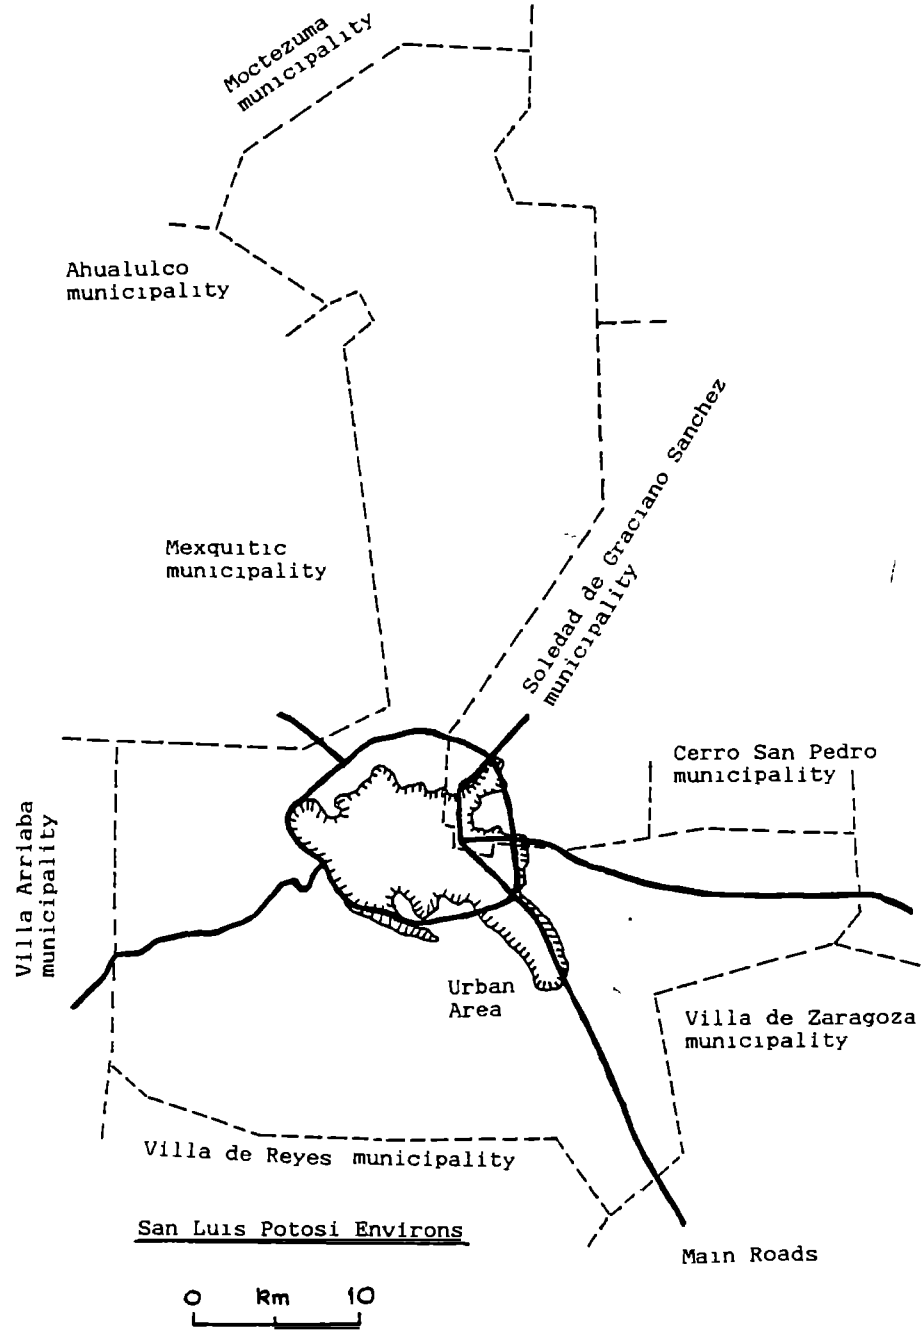 Moctezuma
municipality
Ahualulco
municipality
Soledad de Graciano Sanchez
municipality
Mexquitic
municipality
Cerro San Pedro
municipality
Villa Arriaba
municipality
Urban
Area
Villa de Zaragoza
municipality
Villa de Reyes municipality
San Luis Potosi Environs
Main Roads
0 Km 10